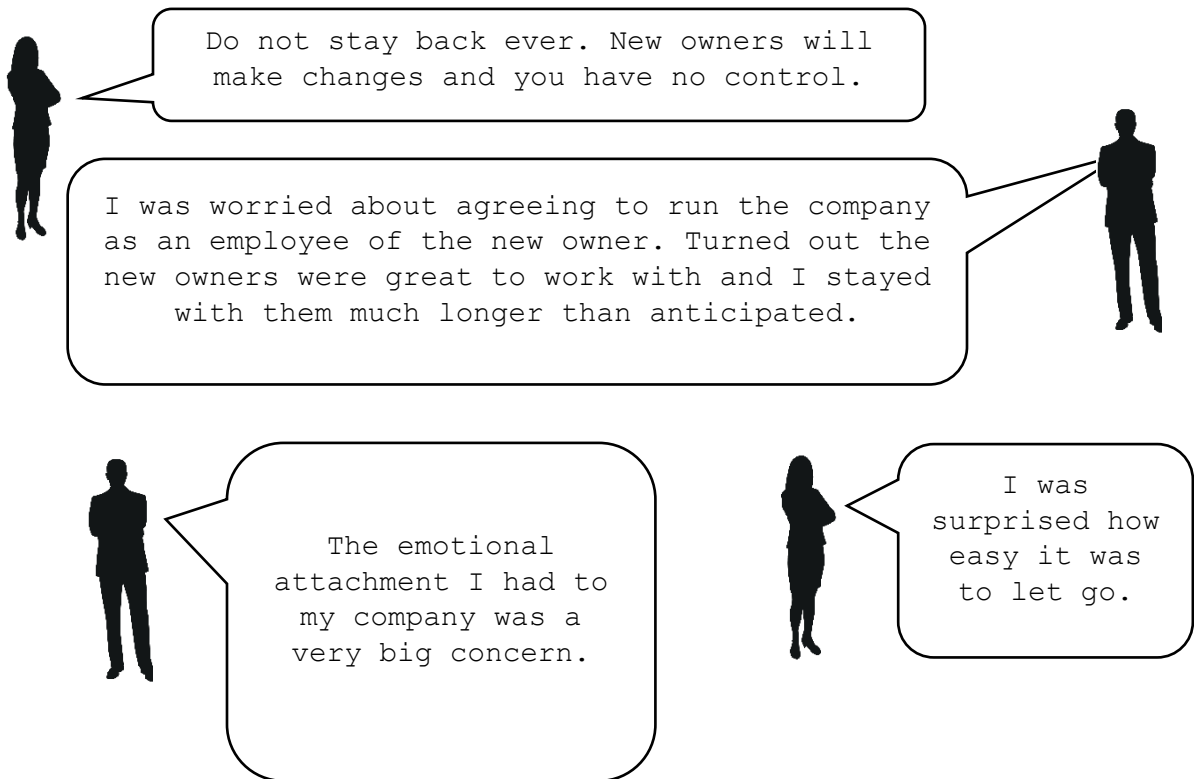 Do not stay back ever. New owners will
make changes and you have no control.
I was worried about agreeing to run the company
as an employee of the new owner. Turned out the
new owners were great to work with and I stayed
with them much longer than anticipated.
The emotional
attachment I had to
my company was a
very big concern.
I was
surprised how
easy it was
to let go.